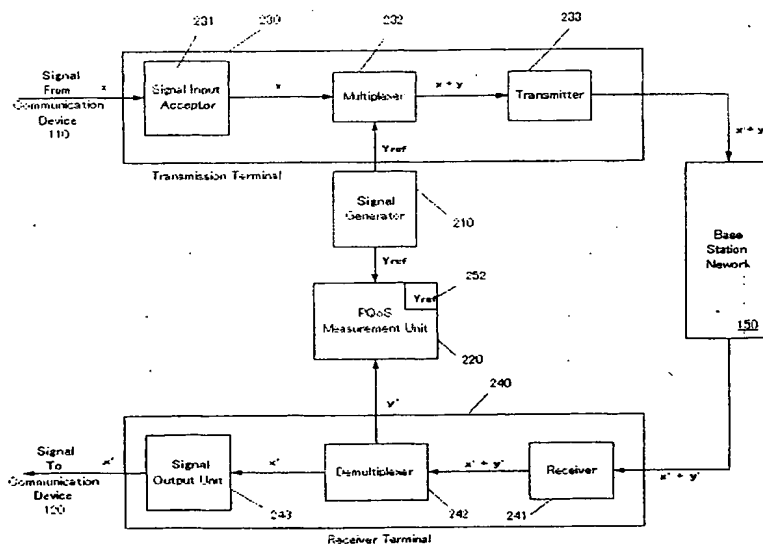 231
230
232
233
Signal
From
Communication
Device
110
x
Signal Input
Acceptor
x
Multiplexer
x + y
Transmitter
x + y
Yref
Transmission Terminal
Signal
Generator
210
Yref
252
Yref
PQoS
Measurement Unit
220
Base
Station
Nework
150
y'
240
Signal
To
Communication
Device
120
x'
Signal
Output Unit
243
x'
Demultiplexer
242
x' + y'
Receiver
241
x' + y'
Receiver Terminal